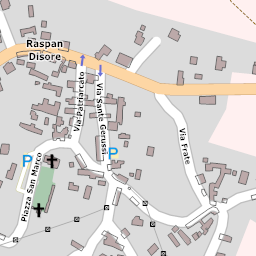 Raspan
Disore
Via Patriarcato
Via Sante Gerussi
Via Frate
P
P
Piazza San Marco